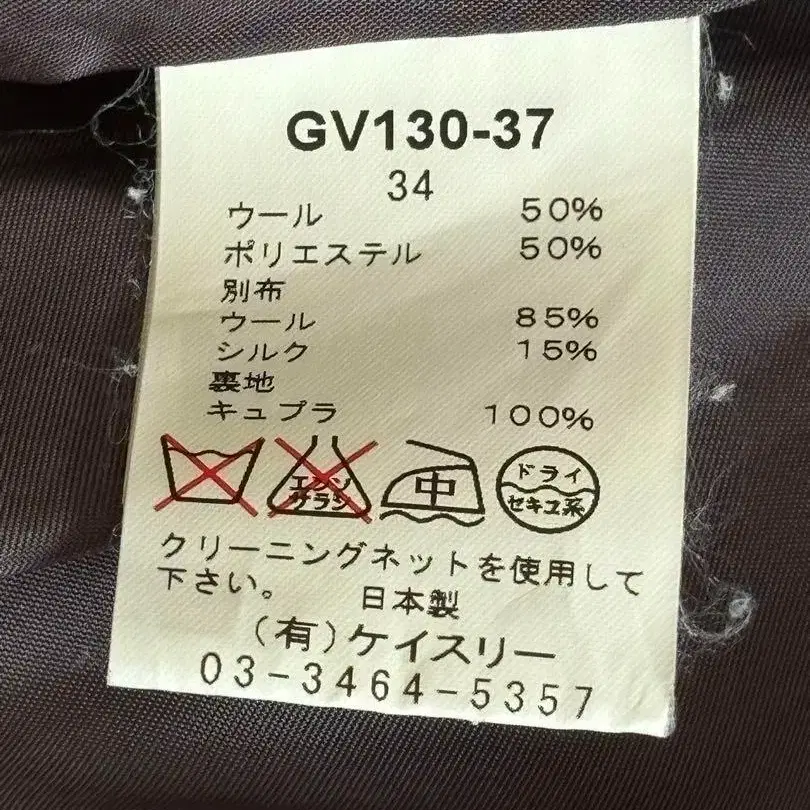 GV130-37
34
ウール 50%
ポリエステル 50%
別布
ウール 85%
シルク 15%
裏地
キュプラ 100%
エンソ
サラシ
中
ドライ
セキユ系
クリーニングネットを使用して
下さい。 日本製
(有)ケイスリー
03-3464-5357